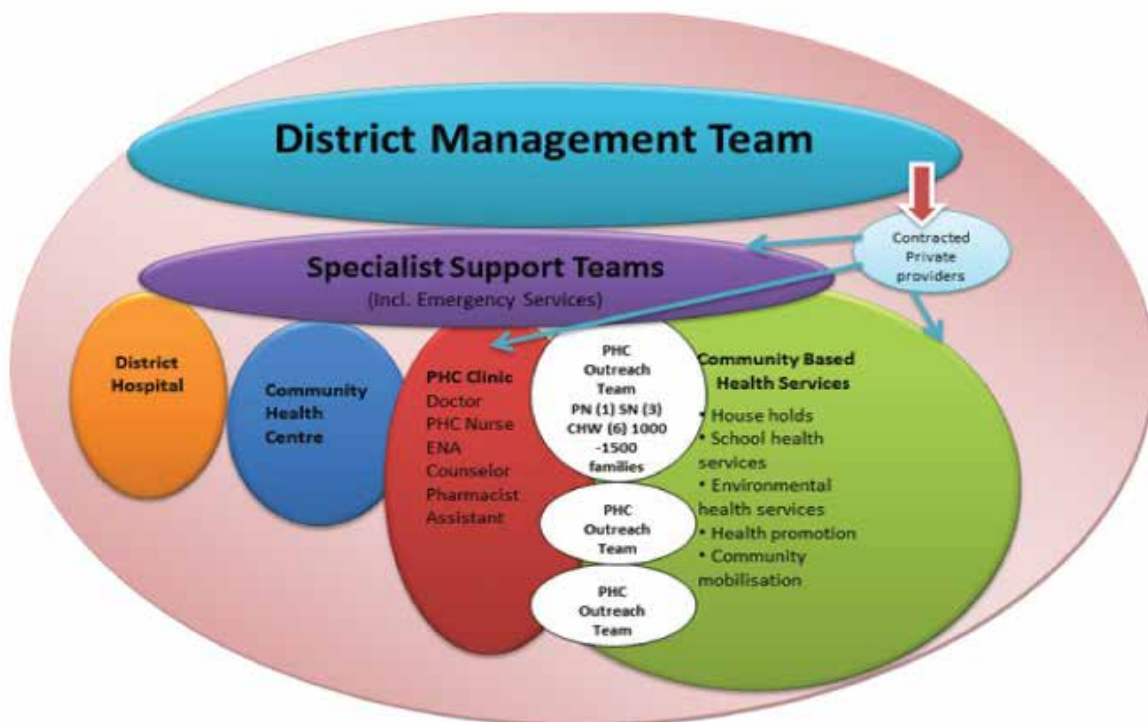 District Management Team
Contracted
Private
providers
Specialist Support Teams
(Incl. Emergency Services)
District
Hospital
Community
Health
Centre
PHC Clinic
Doctor
PHC Nurse
ENA
Counselor
Pharmacist
Assistant
PHC
Outreach
Team
PN (1) SN (3)
CHW (6) 1000
-1500
families
PHC
Outreach
Team
PHC
Outreach
Team
Community Based
Health Services
• House holds
• School health
services
• Environmental
health services
• Health promotion
• Community
mobilisation